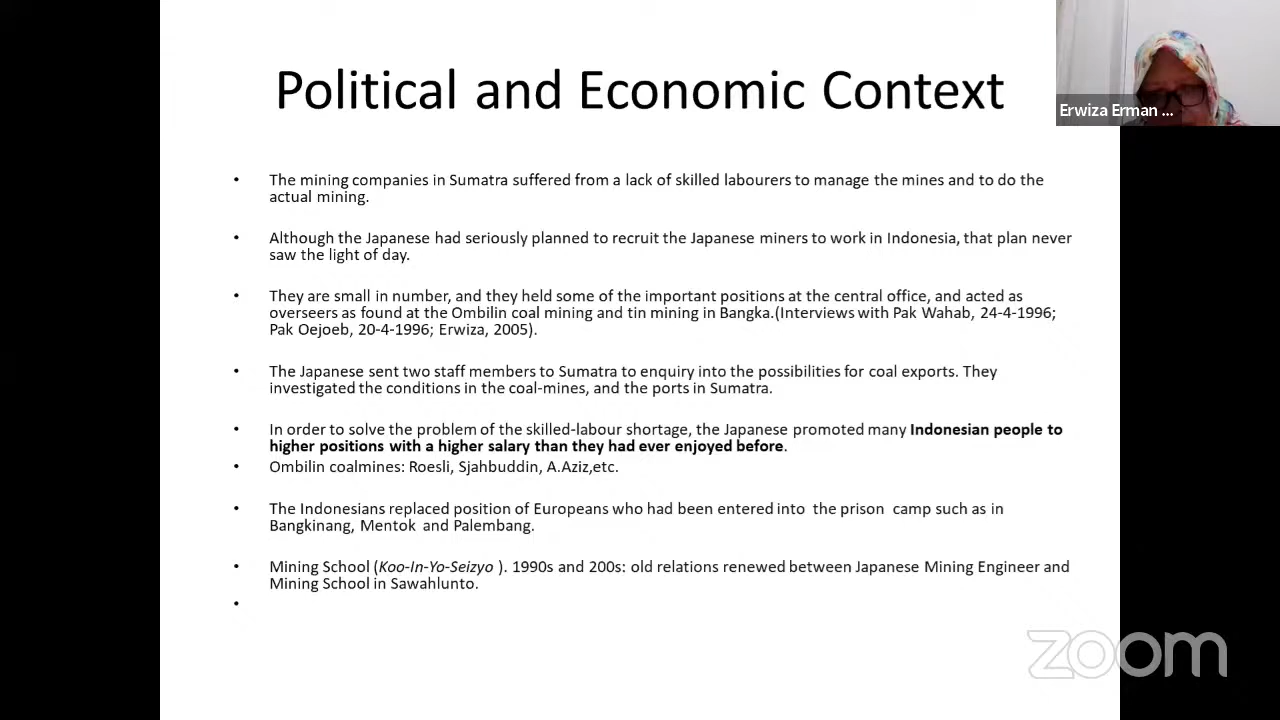 Political and Economic Context
Erwiza Erman ...
• The mining companies in Sumatra suffered from a lack of skilled labourers to manage the mines and to do the
actual mining.
• Although the Japanese had seriously planned to recruit the Japanese miners to work in Indonesia, that plan never
saw the light of day.
• They are small in number, and they held some of the important positions at the central office, and acted as
overseers as found at the Ombilin coal mining and tin mining in Bangka.(Interviews with Pak Wahab, 24-4-1996;
Pak Oejoeb, 20-4-1996; Erwiza, 2005).
• The Japanese sent two staff members to Sumatra to enquiry into the possibilities for coal exports. They
investigated the conditions in the coal-mines, and the ports in Sumatra.
• In order to solve the problem of the skilled-labour shortage, the Japanese promoted many Indonesian people to
higher positions with a higher salary than they had ever enjoyed before.
• Ombilin coalmines: Roesli, Sjahbuddin, A.Aziz,etc.
• The Indonesians replaced position of Europeans who had been entered into the prison camp such as in
Bangkinang, Mentok and Palembang.
• Mining School (Koo-In-Yo-Seizyo ). 1990s and 200s: old relations renewed between Japanese Mining Engineer and
Mining School in Sawahlunto.
•
zoom